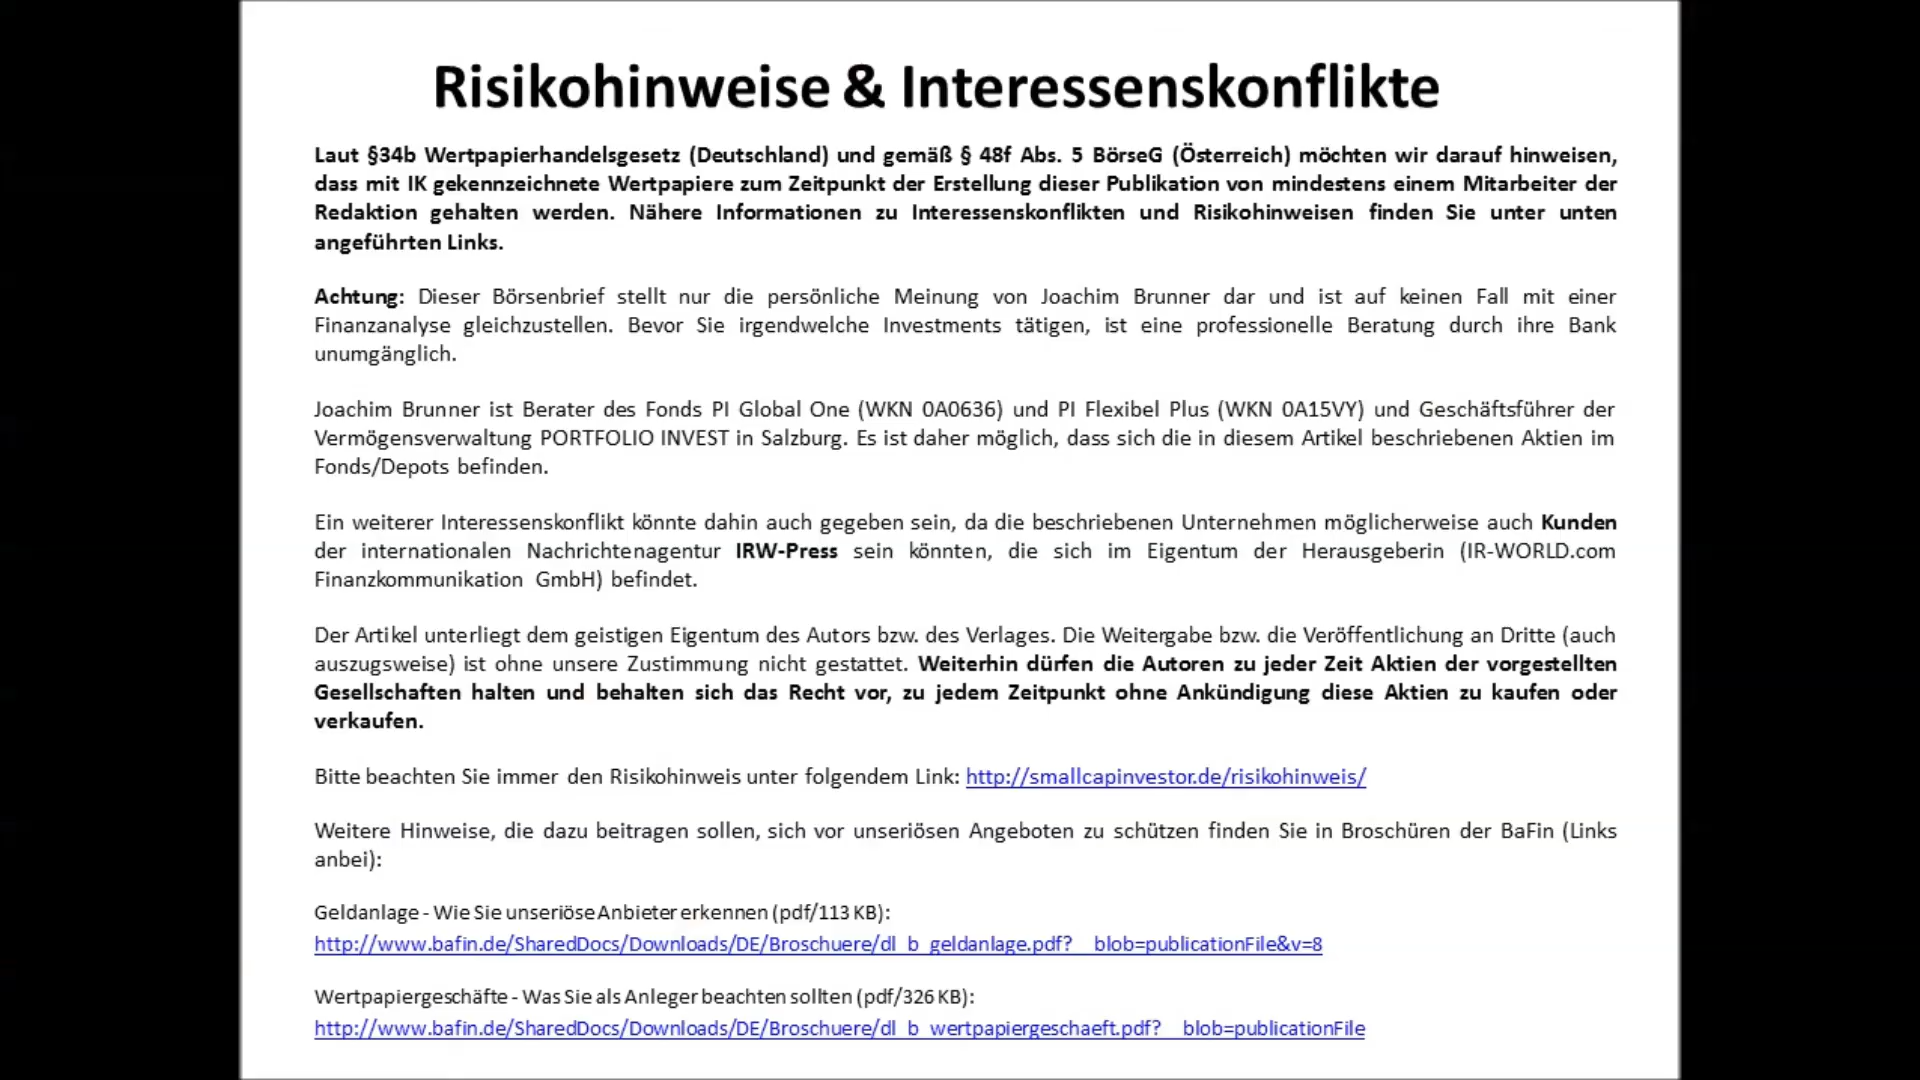 Risikohinweise & Interessenskonflikte
Laut §34b Wertpapierhandelsgesetz (Deutschland) und gemäß § 48f Abs. 5 BörseG (Österreich) möchten wir darauf hinweisen,
dass mit IK gekennzeichnete Wertpapiere zum Zeitpunkt der Erstellung dieser Publikation von mindestens einem Mitarbeiter der
Redaktion gehalten werden. Nähere Informationen zu Interessenskonflikten und Risikohinweisen finden Sie unter unten
angeführten Links.
Achtung: Dieser Börsenbrief stellt nur die persönliche Meinung von Joachim Brunner dar und ist auf keinen Fall mit einer
Finanzanalyse gleichzustellen. Bevor Sie irgendwelche Investments tätigen, ist eine professionelle Beratung durch ihre Bank
unumgänglich.
Joachim Brunner ist Berater des Fonds PI Global One (WKN 0A0636) und PI Flexibel Plus (WKN 0A15VY) und Geschäftsführer der
Vermögensverwaltung PORTFOLIO INVEST in Salzburg. Es ist daher möglich, dass sich die in diesem Artikel beschriebenen Aktien im
Fonds/Depots befinden.
Ein weiterer Interessenskonflikt könnte dahin auch gegeben sein, da die beschriebenen Unternehmen möglicherweise auch Kunden
der internationalen Nachrichtenagentur IRW-Press sein könnten, die sich im Eigentum der Herausgeberin (IR-WORLD.com
Finanzkommunikation GmbH) befindet.
Der Artikel unterliegt dem geistigen Eigentum des Autors bzw. des Verlages. Die Weitergabe bzw. die Veröffentlichung an Dritte (auch
auszugsweise) ist ohne unsere Zustimmung nicht gestattet. Weiterhin dürfen die Autoren zu jeder Zeit Aktien der vorgestellten
Gesellschaften halten und behalten sich das Recht vor, zu jedem Zeitpunkt ohne Ankündigung diese Aktien zu kaufen oder
verkaufen.
Bitte beachten Sie immer den Risikohinweis unter folgendem Link: http://smallcapinvestor.de/risikohinweis/
Weitere Hinweise, die dazu beitragen sollen, sich vor unseriösen Angeboten zu schützen finden Sie in Broschüren der BaFin (Links
anbei):
Geldanlage - Wie Sie unseriöse Anbieter erkennen (pdf/113 KB):
http://www.bafin.de/SharedDocs/Downloads/DE/Broschuere/dl_b_geldanlage.pdf?__blob=publicationFile&v=8
Wertpapiergeschäfte - Was Sie als Anleger beachten sollten (pdf/326 KB):
http://www.bafin.de/SharedDocs/Downloads/DE/Broschuere/dl_b_wertpapiergeschaeft.pdf?__blob=publicationFile